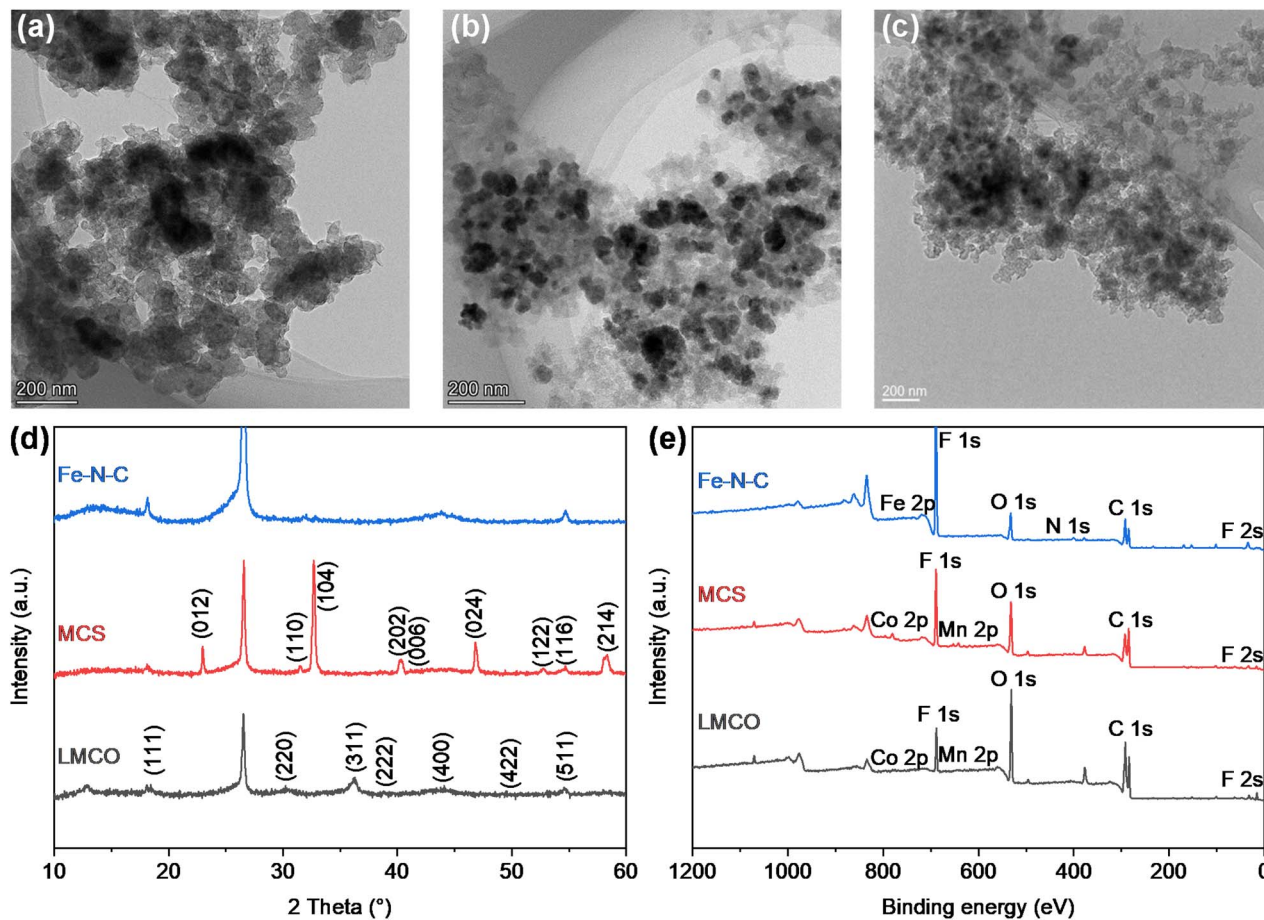 (a)
(b)
(c)
200 nm
200 nm
200 nm
(d)
Fe-N-C
MCS
(012)
(110)
(104)
(202)
(006)
(024)
(122)
(116)
(214)
LMCO
(111)
(220)
(311)
(222)
(400)
(422)
(511)
Intensity (a.u.)
10 20 30 40 50 60
2 Theta (°)
(e)
Fe-N-C
Fe 2p
F 1s
O 1s
N 1s
C 1s
F 2s
MCS
Co 2p
F 1s
Mn 2p
O 1s
C 1s
F 2s
LMCO
Co 2p
F 1s
Mn 2p
O 1s
C 1s
F 2s
Intensity (a.u.)
1200 1000 800 600 400 200 0
Binding energy (eV)